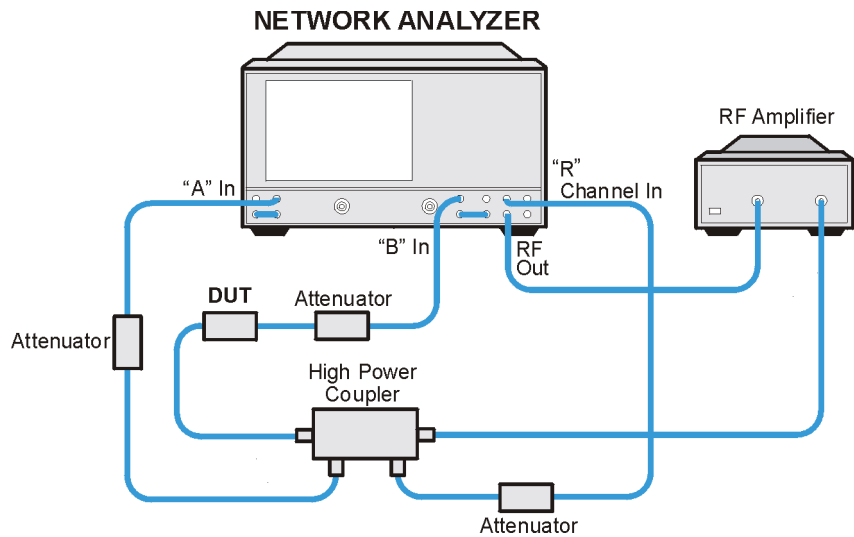 NETWORK ANALYZER
RF Amplifier
"A" In
"R"
Channel In
"B" In
RF
Out
DUT
Attenuator
Attenuator
High Power
Coupler
Attenuator